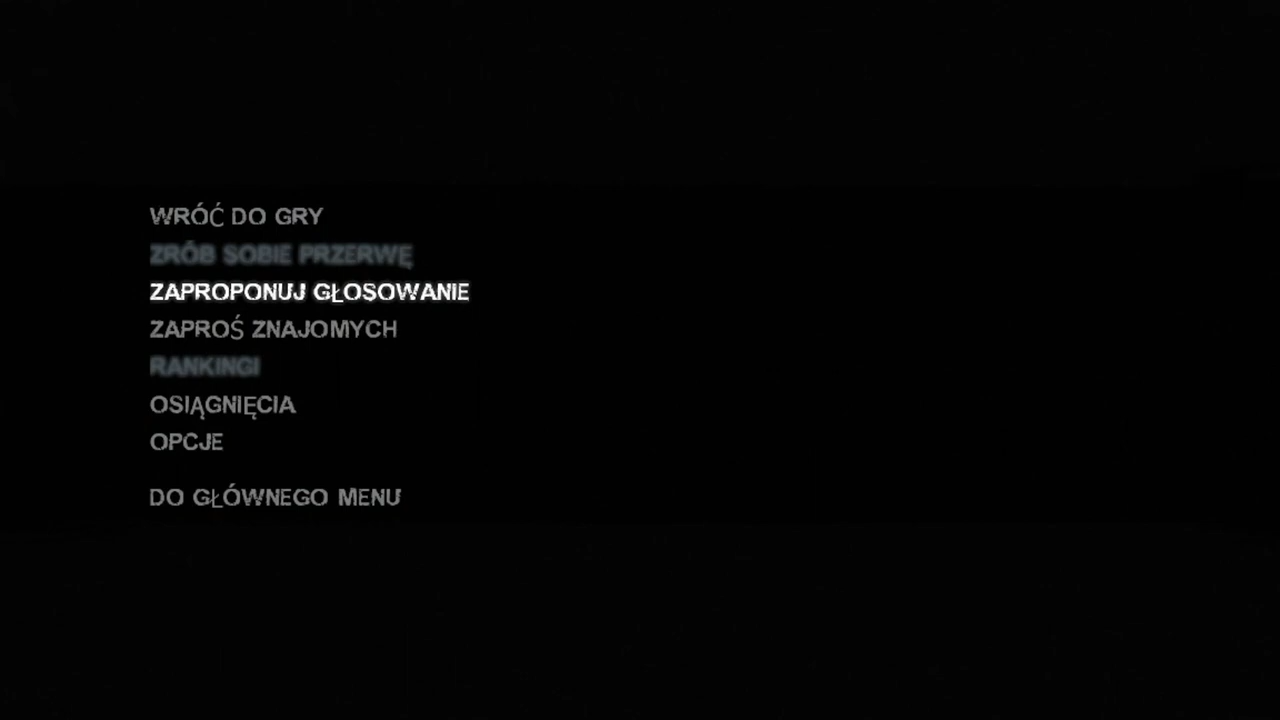 WRÓĆ DO GRY
ZRÓB SOBIE PRZERWĘ
ZAPROPONUJ GŁOSOWANIE
ZAPROŚ ZNAJOMYCH
RANKINGI
OSIĄGNIĘCIA
OPCJE
DO GŁÓWNEGO MENU